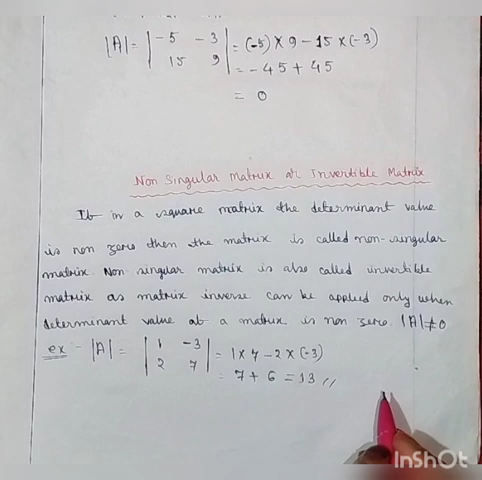 |A| = | -5 -3 | = (-5) X 9 - 15 x (-3)
| 15 9 | = - 45 + 45
= 0
Non Singular Matrix or Invertible Matrix
If in a square matrix the determinant value
is non zero then the matrix is called non-singular
matrix. Non singular matrix is also called invertible
matrix as matrix inverse can be applied only when
determinant value of a matrix is non zero. |A| ≠ 0
ex - |A| = | 1 -3 | = 1 x 7 - 2 x (-3)
| 2 7 | = 7 + 6 = 13 //
InShOt